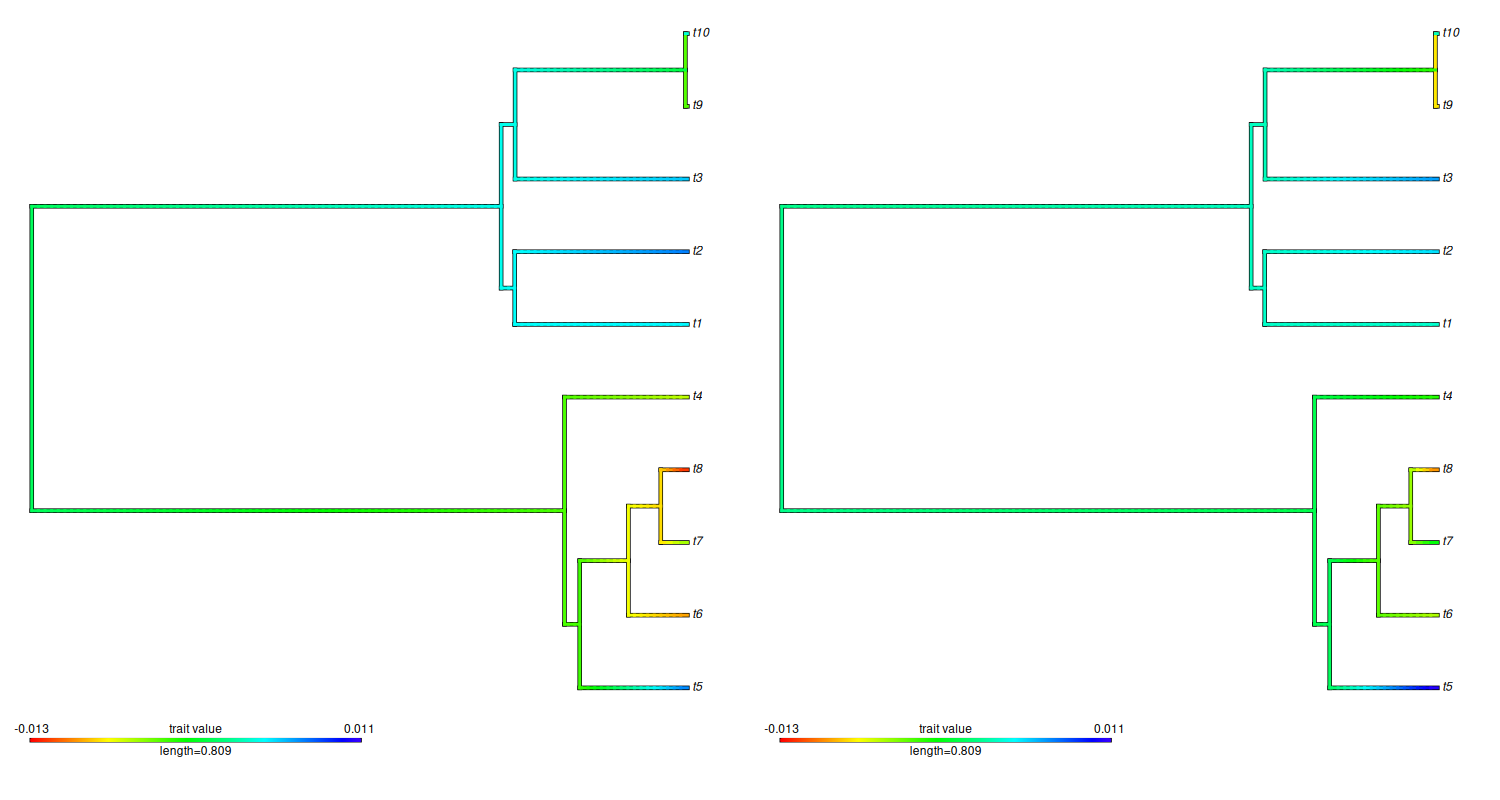 t10
t9
t3
t2
t1
t4
t8
t7
t6
t5
-0.013 trait value 0.011
length=0.809
t10
t9
t3
t2
t1
t4
t8
t7
t6
t5
-0.013 trait value 0.011
length=0.809